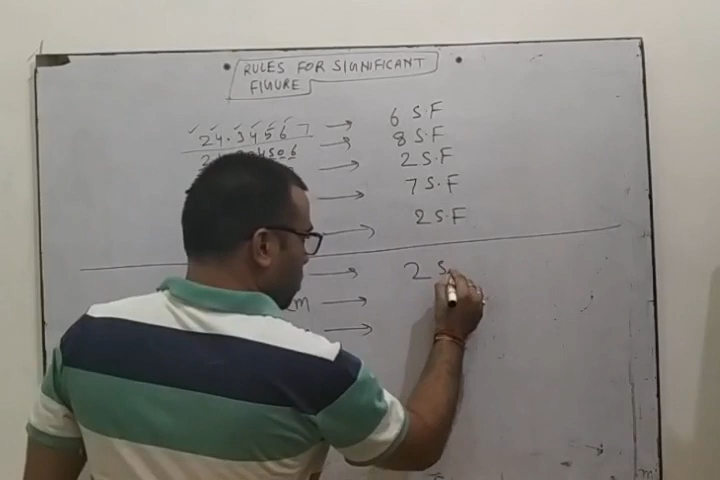 RULES FOR SIGNIFICANT
FIGURE
24.34567 → 6 S.F
→ 8 S.F
→ 2 S.F
→ 7 S.F
→ 2 S.F
→ 2 S
m →
→